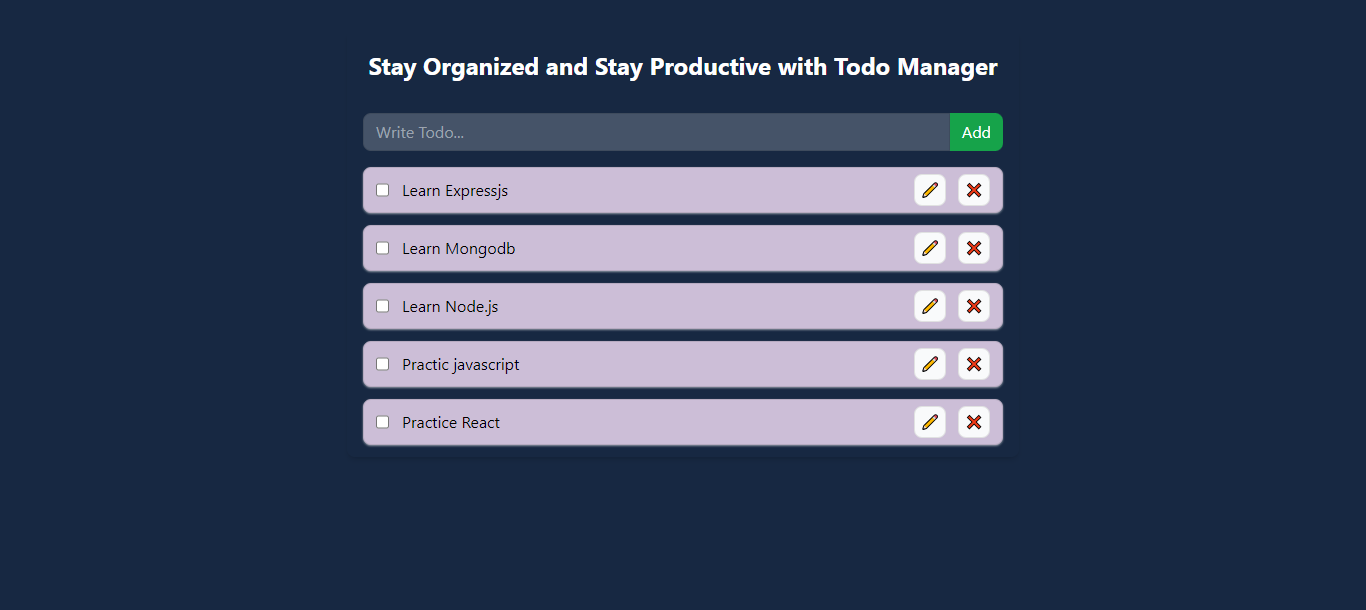 Stay Organized and Stay Productive with Todo Manager
Write Todo...
Add
Learn Expressjs
Learn Mongodb
Learn Node.js
Practic javascript
Practice React